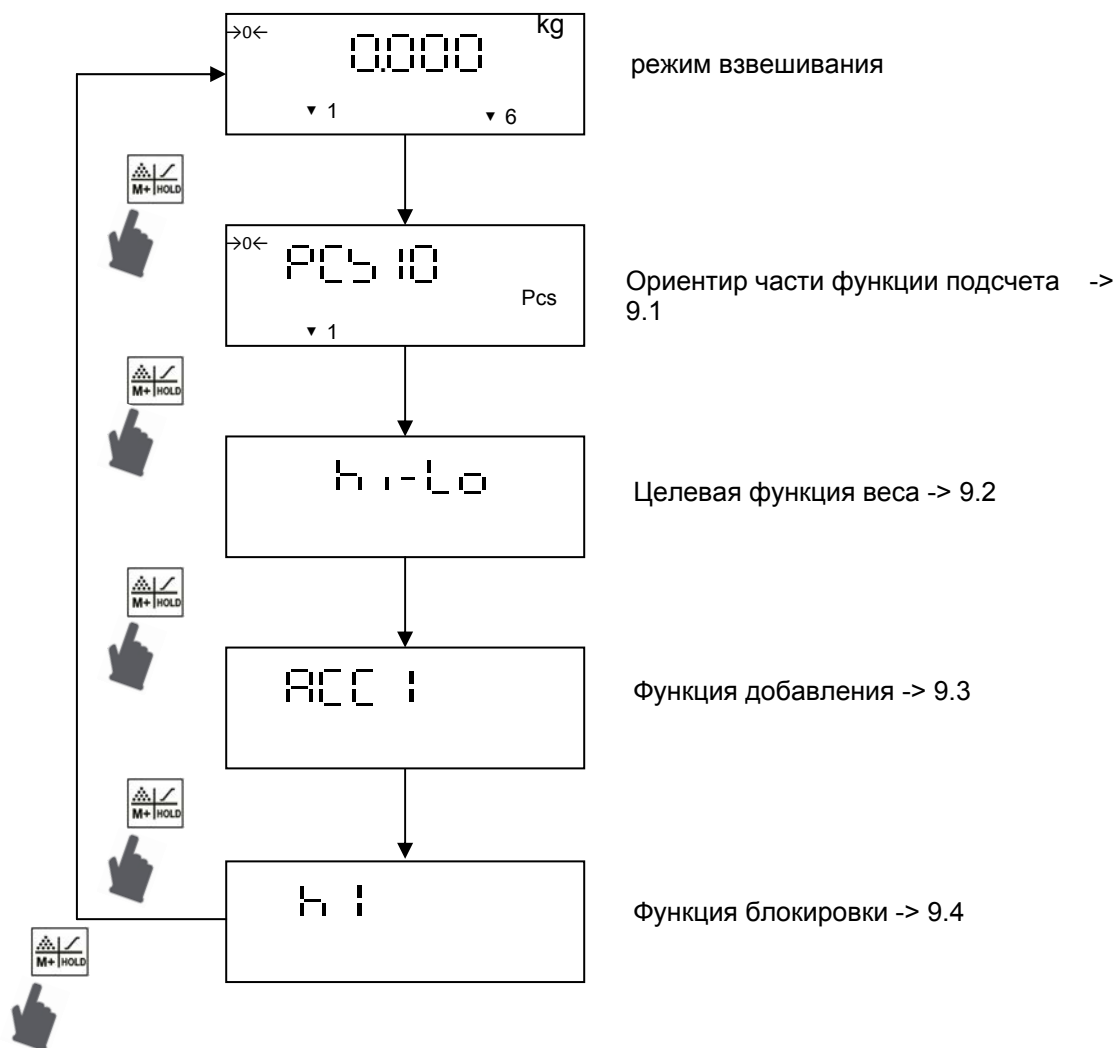 →0← kg
0.000
▼ 1 ▼ 6
режим взвешивания
M+ HOLD
→0←
PCS 10
Pcs
▼ 1
Ориентир части функции подсчета ->
9.1
M+ HOLD
hi-Lo
Целевая функция веса -> 9.2
M+ HOLD
ACC 1
Функция добавления -> 9.3
M+ HOLD
h 1
Функция блокировки -> 9.4
M+ HOLD